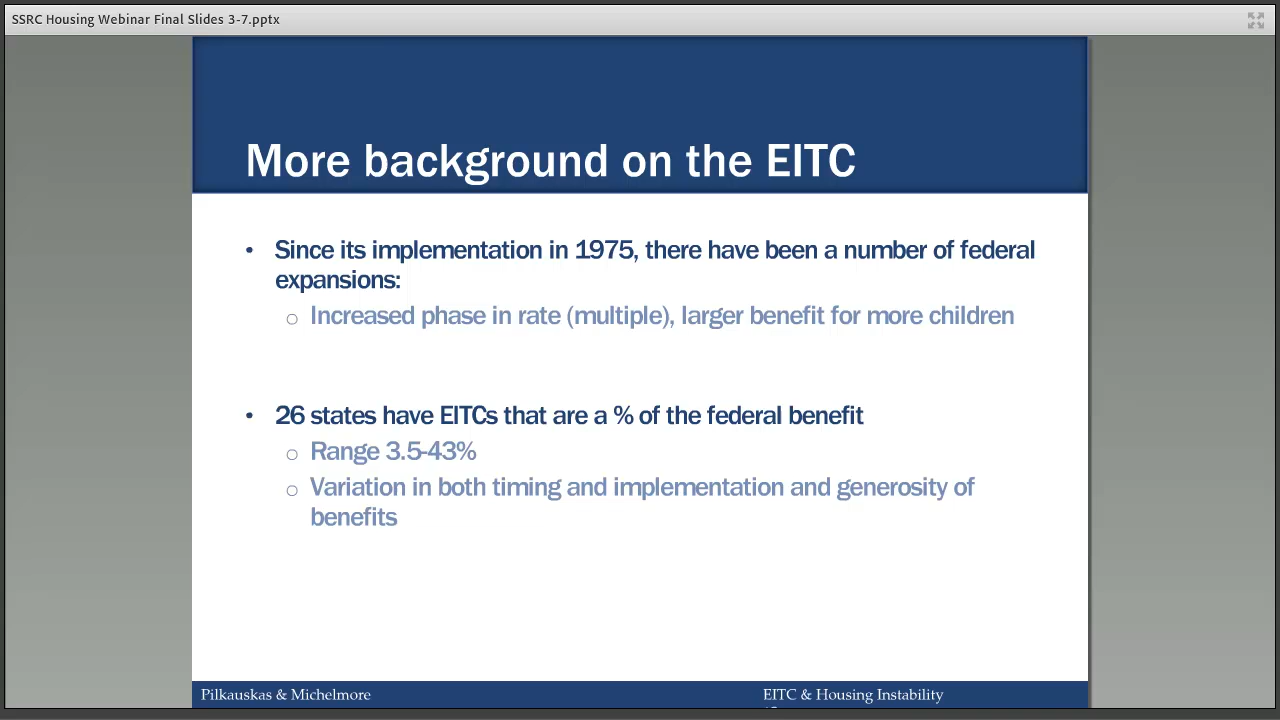 SSRC Housing Webinar Final Slides 3-7.pptx
More background on the EITC
• Since its implementation in 1975, there have been a number of federal
expansions:
○ Increased phase in rate (multiple), larger benefit for more children
• 26 states have EITCs that are a % of the federal benefit
○ Range 3.5-43%
○ Variation in both timing and implementation and generosity of
benefits
Pilkauskas & Michelmore
EITC & Housing Instability